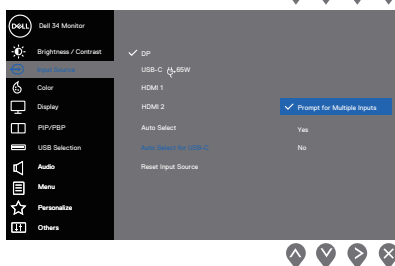 DELL
Dell 34 Monitor
Brightness / Contrast
Input Source
Color
Display
PIP/PBP
USB Selection
Audio
Menu
Personalize
Others
DP
USB-C 65W
HDMI 1
HDMI 2
Auto Select
Auto Select for USB-C
Reset Input Source
Prompt for Multiple Inputs
Yes
No